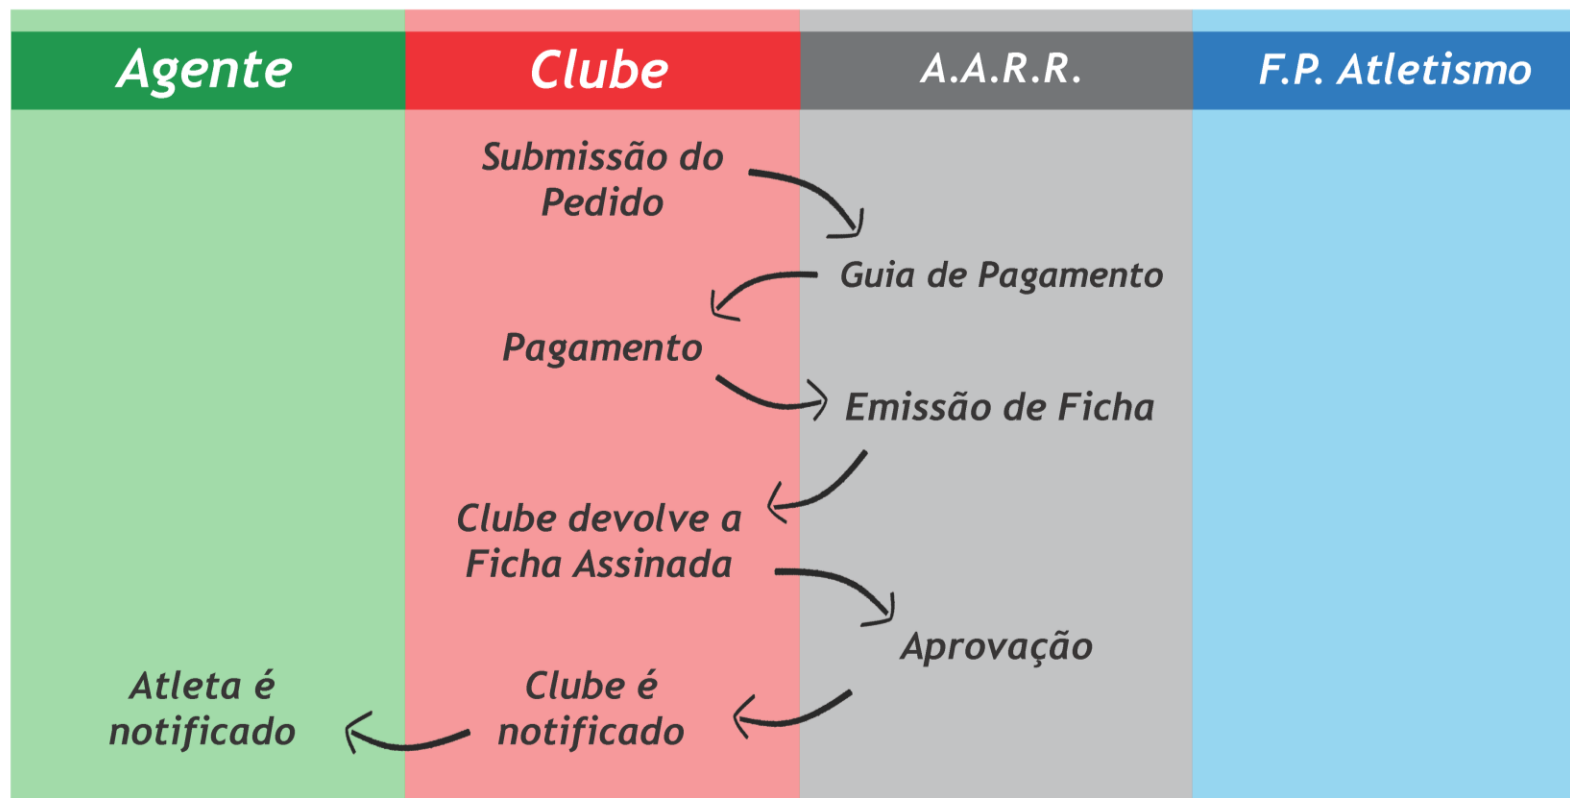 Agente
Clube
A.A.R.R.
F.P. Atletismo
Submissão do
Pedido
Guia de Pagamento
Pagamento
Emissão de Ficha
Clube devolve a
Ficha Assinada
Aprovação
Clube é
notificado
Atleta é
notificado